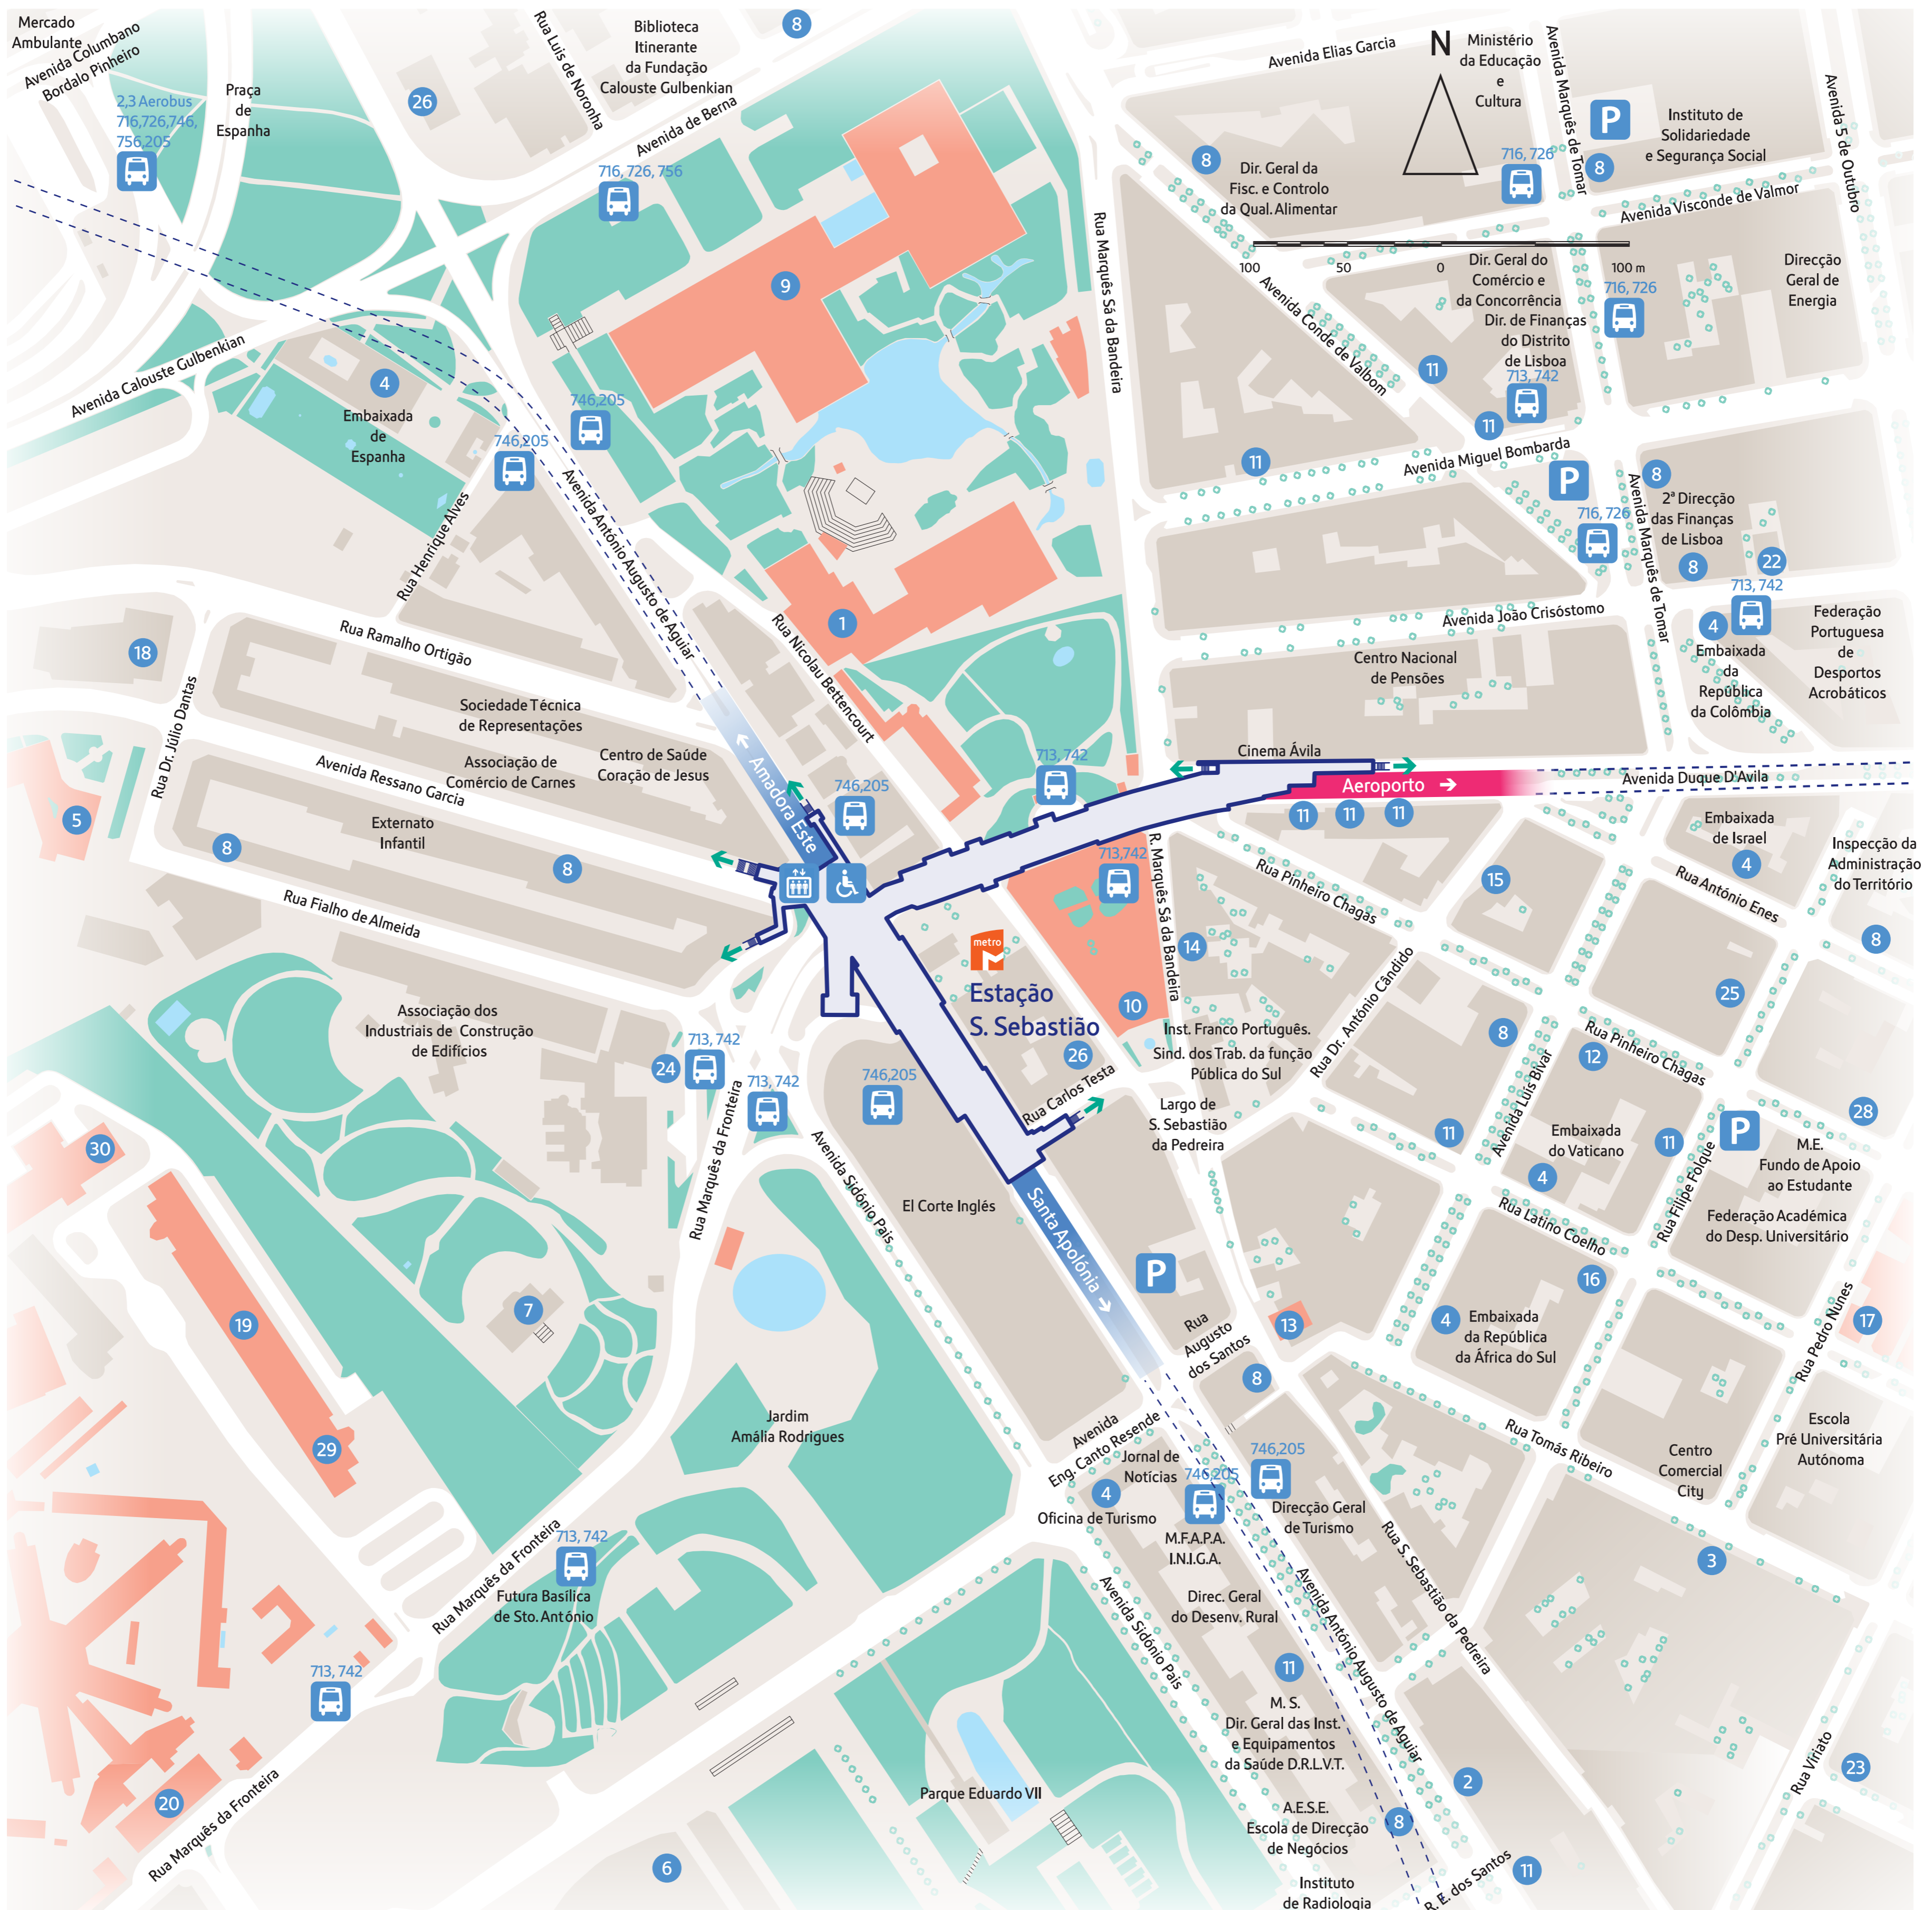 Mercado
Ambulante
Avenida Columbano
Bordalo Pinheiro
2,3 Aerobus
716,726,746,
756,205
Praça
de
Espanha
26
Rua Luis de Noronha
Biblioteca
Itinerante
da Fundação
Calouste Gulbenkian
8
Avenida de Berna
716, 726, 756
9
Rua Marquês Sá da Bandeira
Avenida Elias Garcia
N
Ministério
da Educação
e
Cultura
Avenida Marquês de Tomar
P
Instituto de
Solidariedade
e Segurança Social
Avenida 5 de Outubro
8
Dir. Geral da
Fisc. e Controlo
da Qual. Alimentar
716, 726
8
Avenida Visconde de Valmor
100
50
0
100 m
Dir. Geral do
Comércio e
da Concorrência
Dir. de Finanças
do Distrito
de Lisboa
716, 726
Direcção
Geral de
Energia
Avenida Conde de Valbom
11
713, 742
11
Avenida Calouste Gulbenkian
4
Embaixada
de
Espanha
746,205
746,205
Avenida António Augusto de Aguiar
Rua Henrique Alves
11
Avenida Miguel Bombarda
P
8
2ª Direcção
das Finanças
de Lisboa
Avenida Marquês de Tomar
716, 726
8
22
713, 742
4
Embaixada
da
República
da Colômbia
Federação
Portuguesa
de
Desportos
Acrobáticos
Avenida João Crisóstomo
Centro Nacional
de Pensões
1
Rua Nicolau Bettencourt
18
Rua Ramalho Ortigão
Rua Dr. Júlio Dantas
Sociedade Técnica
de Representações
Associação de
Comércio de Carnes
Centro de Saúde
Coração de Jesus
Avenida Ressano Garcia
Externato
Infantil
5
8
8
Rua Fialho de Almeida
Amadora Este
746,205
713, 742
Cinema Ávila
Aeroporto
Avenida Duque D'Avila
11
11
11
713,742
R. Marquês Sá da Bandeira
Rua Pinheiro Chagas
15
Embaixada
de Israel
4
Rua António Enes
Inspecção da
Administração
do Território
8
metro
Estação
S. Sebastião
14
10
26
Inst. Franco Português.
Sind. dos Trab. da função
Pública do Sul
Rua Dr. António Cândido
25
8
12
Rua Pinheiro Chagas
Avenida Luis Bivar
Associação dos
Industriais de Construção
de Edifícios
24
713, 742
713, 742
746,205
Rua Marquês da Fronteira
Rua Carlos Testa
Largo de
S. Sebastião
da Pedreira
11
Embaixada
do Vaticano
4
11
Rua Filipe Folque
P
28
M.E.
Fundo de Apoio
ao Estudante
Federação Académica
do Desp. Universitário
30
Avenida Sidónio Pais
El Corte Inglés
Santa Apolónia
P
Rua Latino Coelho
16
7
19
Rua
Augusto
dos Santos
13
4
Embaixada
da República
da África do Sul
Rua Pedro Nunes
17
8
29
Jardim
Amália Rodrigues
Avenida
Eng. Canto Resende
Jornal de
Notícias
746,205
746,205
4
Oficina de Turismo
Direcção Geral
de Turismo
M.F.A.P.A.
I.N.I.G.A.
Rua Tomás Ribeiro
Centro
Comercial
City
Escola
Pré Universitária
Autónoma
3
Rua Marquês da Fronteira
713, 742
Futura Basílica
de Sto. António
Direc. Geral
do Desenv. Rural
Avenida Sidónio Pais
Avenida António Augusto de Aguiar
Rua S. Sebastião da Pedreira
713, 742
11
M. S.
Dir. Geral das Inst.
e Equipamentos
da Saúde D.R.L.V.T.
20
Rua Marquês da Fronteira
Parque Eduardo VII
2
Rua Viriato
23
A.E.S.E.
Escola de Direcção
de Negócios
8
6
Instituto
de Radiologia
R. E. dos Santos
11